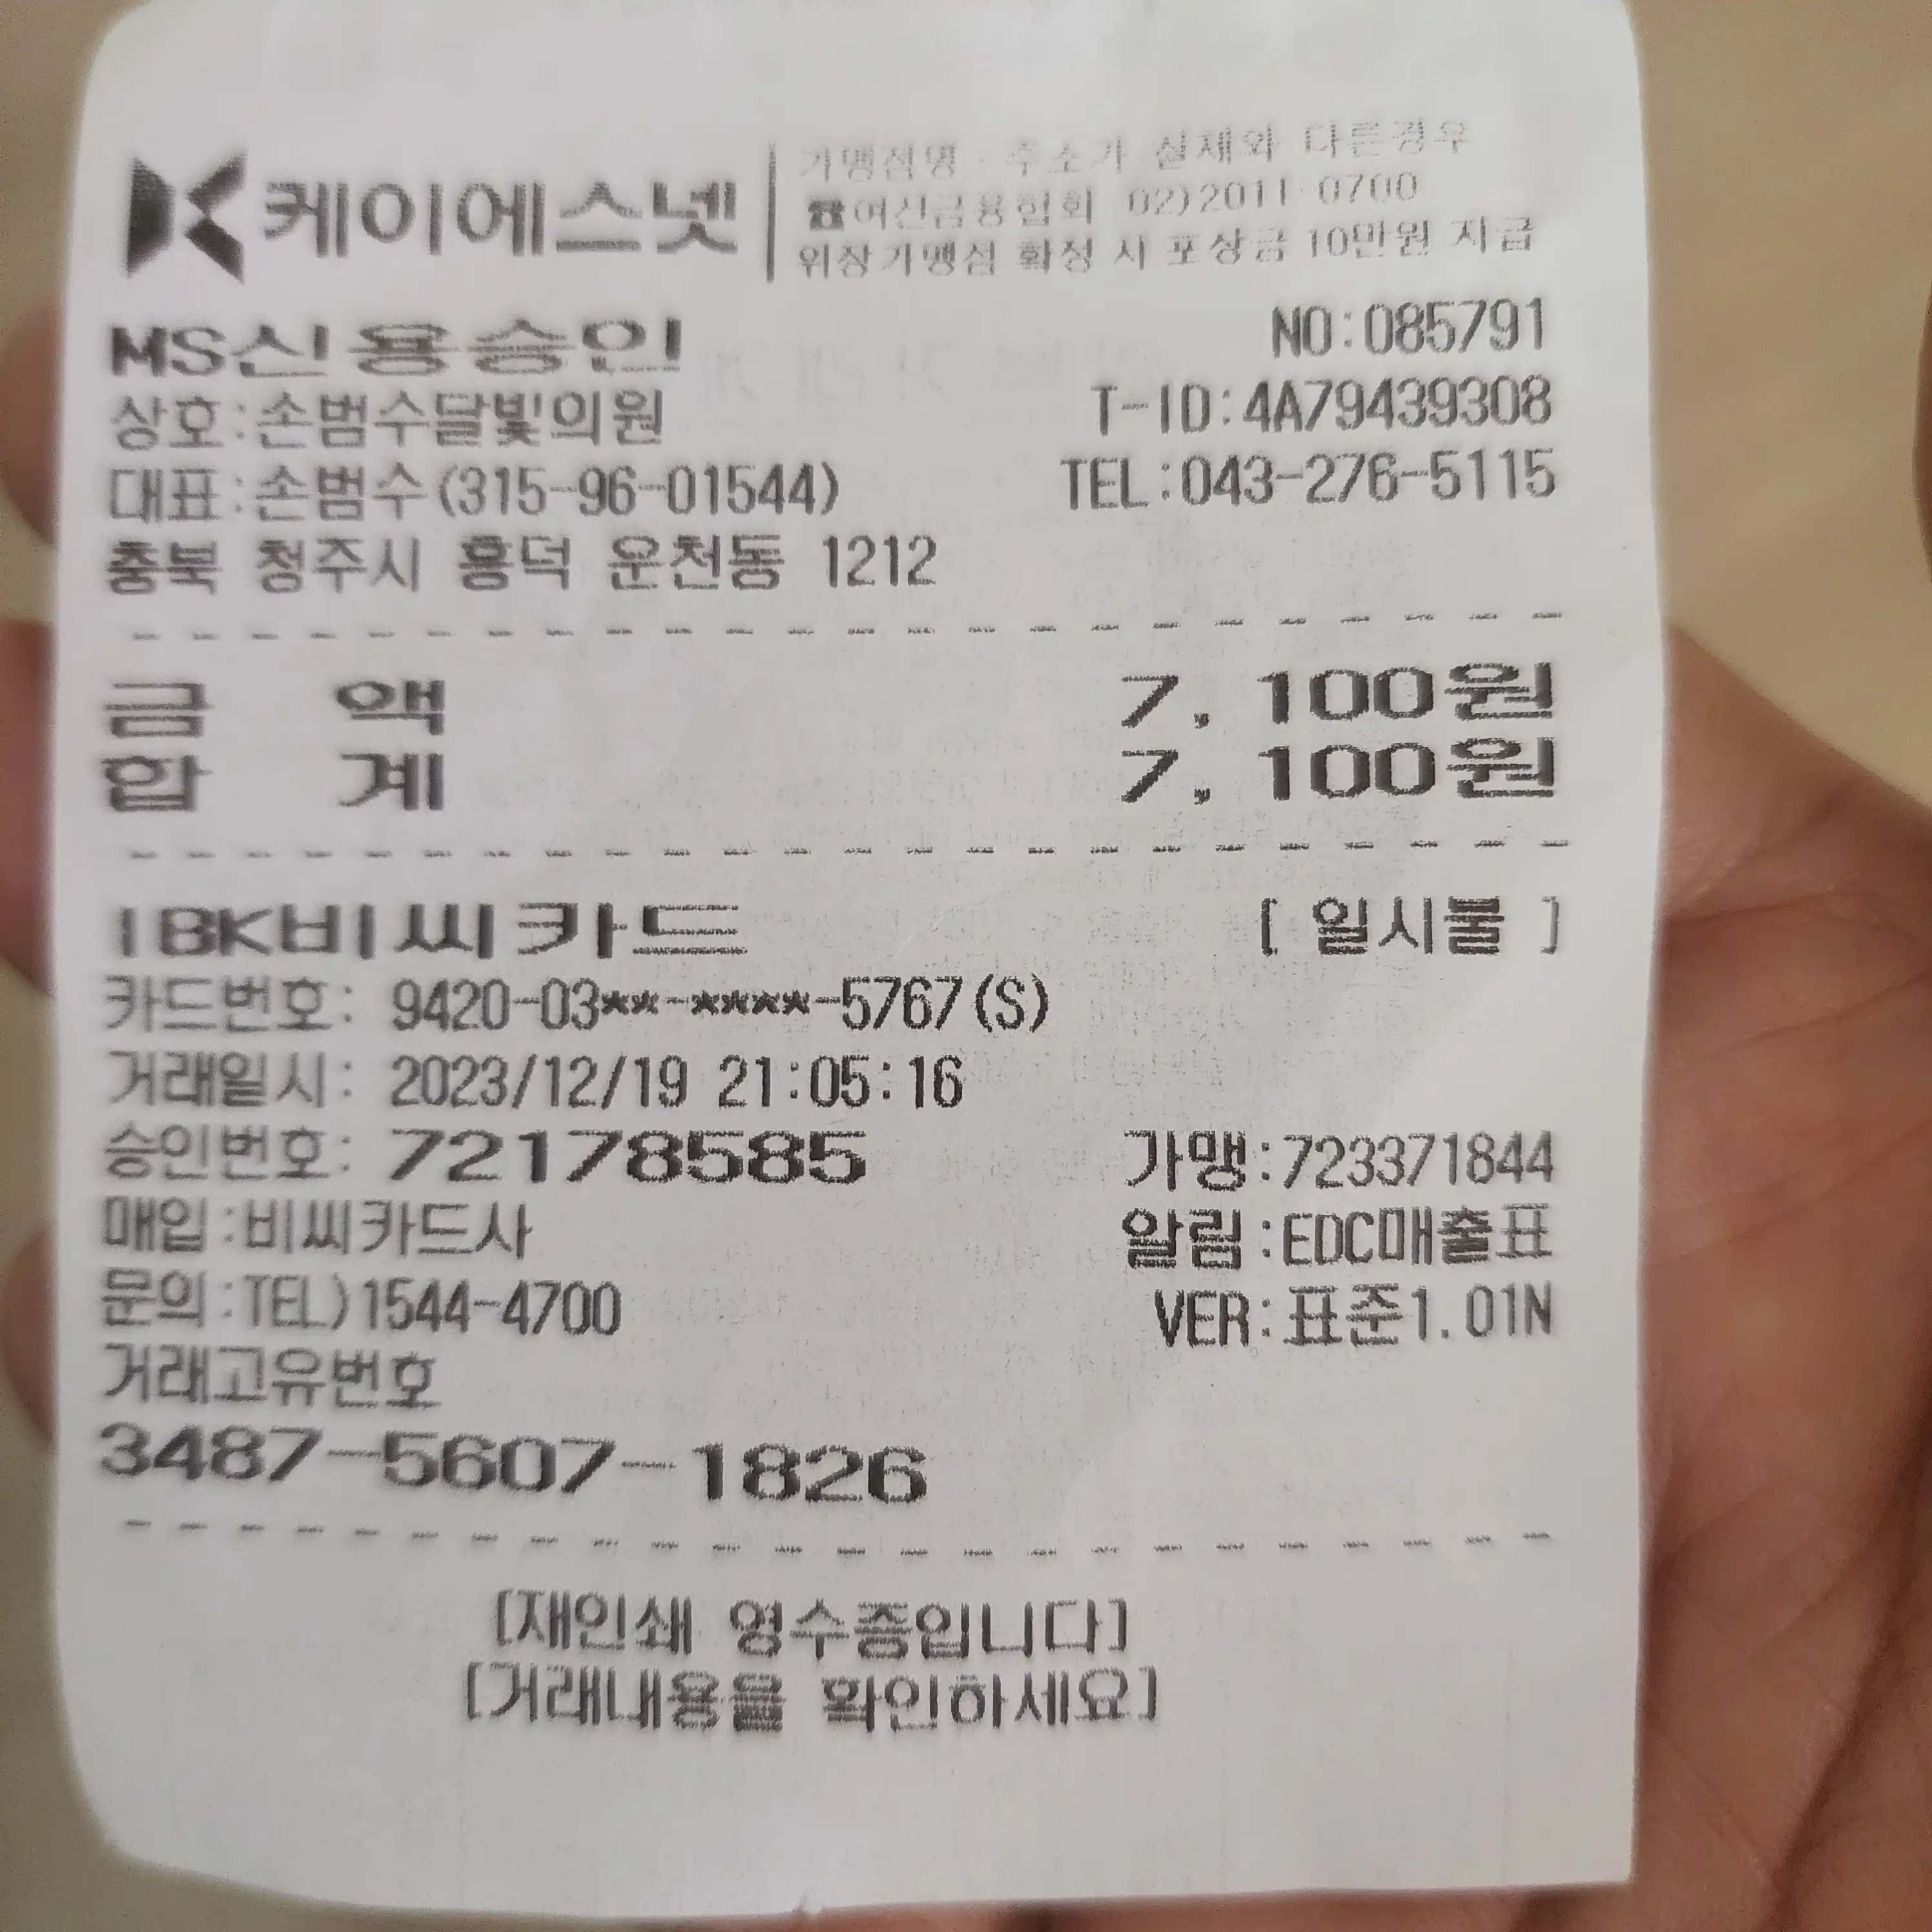 케이에스넷
가맹점명·주소가 실제와 다른경우
☎여신금융협회 02)2011-0700
위장가맹점 확정 시 포상금 10만원 지급
MS신용승인 NO:085791
상호:손범수달빛의원 T-ID:4A79439308
대표:손범수(315-96-01544) TEL:043-276-5115
충북 청주시 흥덕 운천동 1212
금 액 7,100원
합 계 7,100원
IBK비씨카드 [ 일시불 ]
카드번호: 9420-03**-****-5767(S)
거래일시: 2023/12/19 21:05:16
승인번호: 72178585 가맹:723371844
매입:비씨카드사 알림:EDC매출표
문의:TEL)1544-4700 VER:표준1.01N
거래고유번호
3487-5607-1826
[재인쇄 영수증입니다]
[거래내용을 확인하세요]